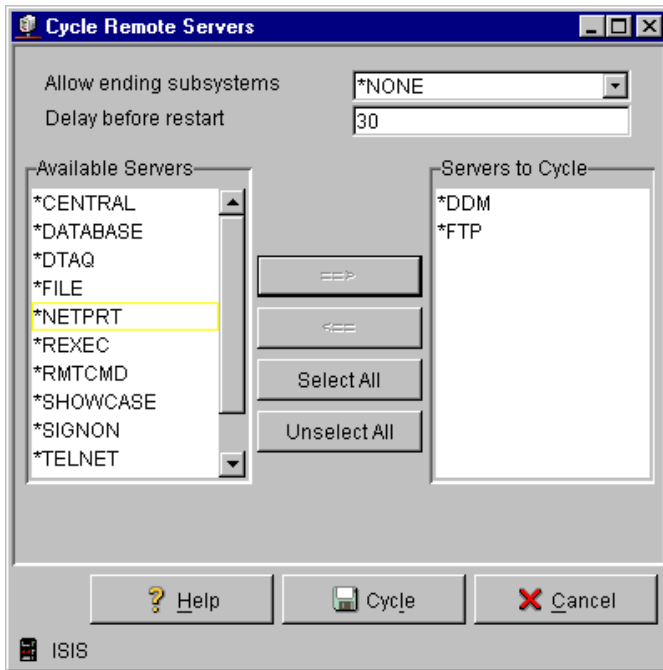 Cycle Remote Servers
Allow ending subsystems
*NONE
Delay before restart
30
Available Servers
*CENTRAL
*DATABASE
*DTAQ
*FILE
*NETPRT
*REXEC
*RMTCMD
*SHOWCASE
*SIGNON
*TELNET
==>
<==
Select All
Unselect All
Servers to Cycle
*DDM
*FTP
Help
Cycle
Cancel
ISIS